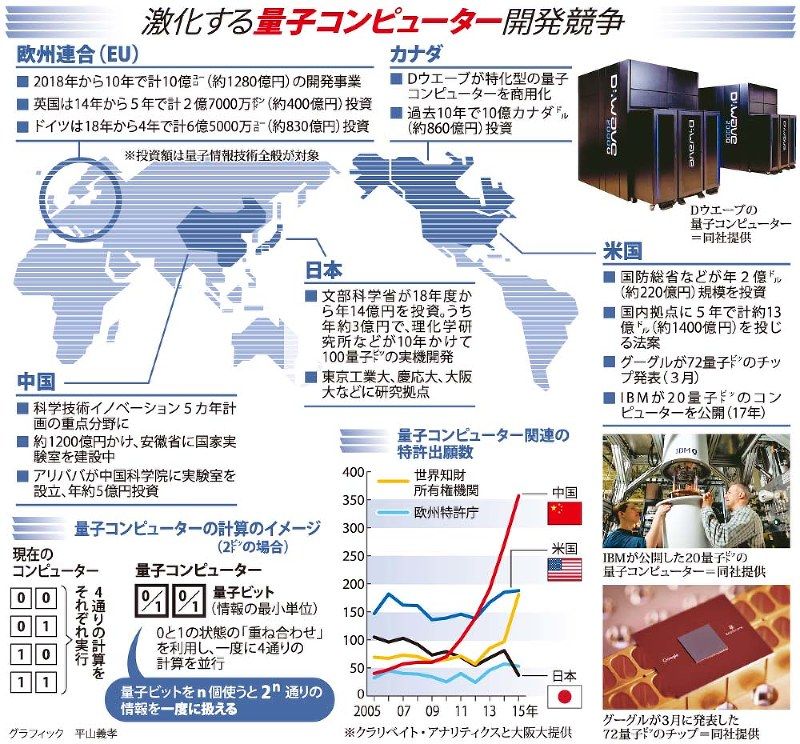 激化する量子コンピューター開発競争
欧州連合（EU）
■ 2018年から10年で計10億ユーロ（約1280億円）の開発事業
■ 英国は14年から5年で計2億7000万ポンド（約400億円）投資
■ ドイツは18年から4年で計6億5000万ユーロ（約830億円）投資
※投資額は量子情報技術全般が対象
カナダ
■ Dウエーブが特化型の量子
コンピューターを商用化
■ 過去10年で10億カナダドル
（約860億円）投資
D:wave
2000Q
D:wave
Dウエーブの
量子コンピューター
＝同社提供
米国
■ 国防総省などが年2億ドル
（約220億円）規模を投資
■ 国内拠点に5年で計約13
億ドル（約1400億円）を投じ
る法案
■ グーグルが72量子ビットのチッ
プ発表（3月）
■ IBMが20量子ビットのコン
ピューターを公開（17年）
日本
■ 文部科学省が18年度か
ら年14億円を投資。うち
年約3億円で、理化学研
究所などが10年かけて
100量子ビットの実機開発
■ 東京工業大、慶応大、大阪
大などに研究拠点
中国
■ 科学技術イノベーション5カ年計
画の重点分野に
■ 約1200億円かけ、安徽省に国家実
験室を建設中
■ アリババが中国科学院に実験室を
設立、年約5億円投資
量子コンピューターの計算のイメージ
（2ビットの場合）
現在の
コンピューター
0 0
0 1
1 0
1 1
4通りの計算を
それぞれ実行
量子コンピューター
0/1 0/1
量子ビット
（情報の最小単位）
0と1の状態の「重ね合わせ」
を利用し、一度に4通りの
計算を並行
量子ビットをn個使うと2ⁿ通りの
情報を一度に扱える
量子コンピューター関連の
特許出願数
400
350
300
250
200
150
100
50
0
世界知財
所有権機関
欧州特許庁
中国
米国
日本
2005 07 09 11 13 15年
※クラリベイト・アナリティクスと大阪大提供
IBM Q
IBMが公開した20量子ビットの
量子コンピューター＝同社提供
Google
グーグルが3月に発表した
72量子ビットのチップ＝同社提供
グラフィック 平山義孝